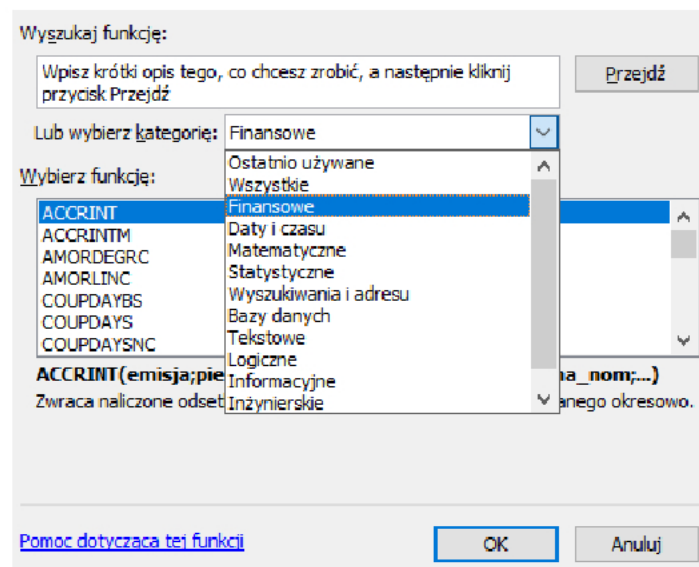 Wyszukaj funkcję:
Wpisz krótki opis tego, co chcesz zrobić, a następnie kliknij
przycisk Przejdź
Przejdź
Lub wybierz kategorię: Finansowe
Ostatnio używane
Wszystkie
Finansowe
Daty i czasu
Matematyczne
Statystyczne
Wyszukiwania i adresu
Bazy danych
Tekstowe
Logiczne
Informacyjne
Inżynierskie
Wybierz funkcję:
ACCRINT
ACCRINTM
AMORDEGRC
AMORLINC
COUPDAYBS
COUPDAYS
COUPDAYSNC
ACCRINT(emisja;pie na_nom;...)
Zwraca naliczone odset anego okresowo.
Pomoc dotycząca tej funkcji
OK
Anuluj